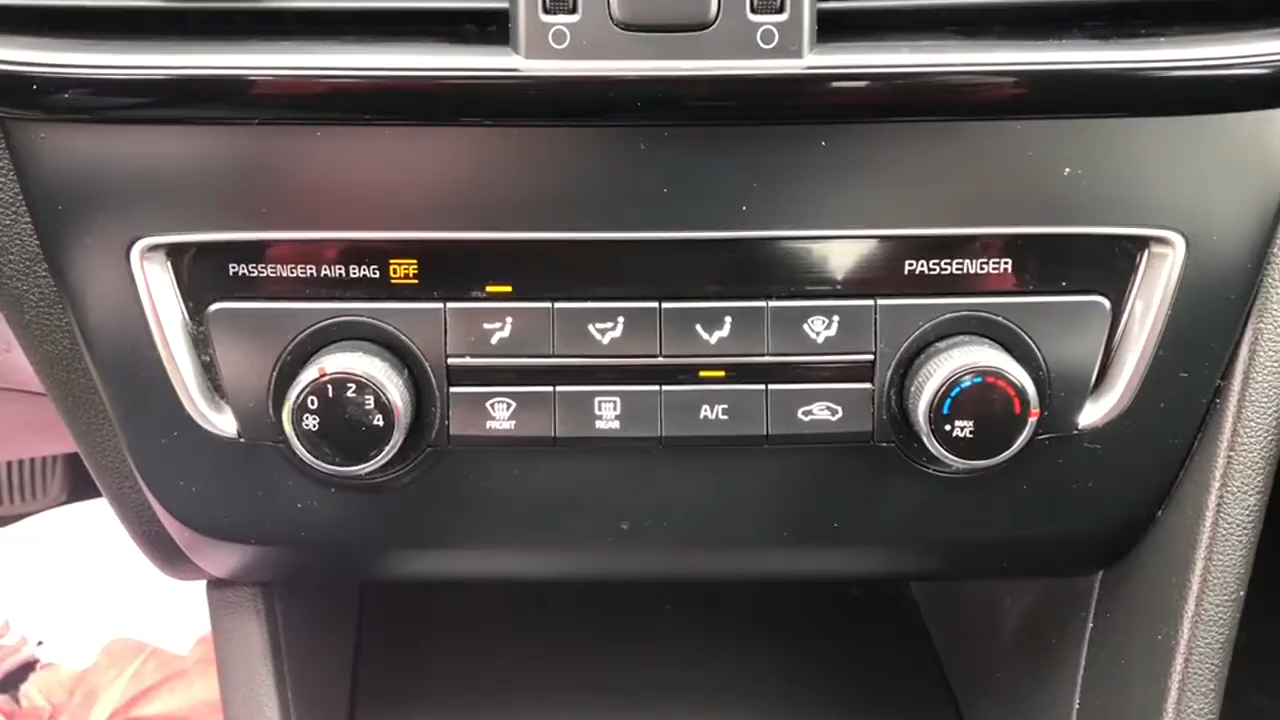 PASSENGER AIR BAG OFF
PASSENGER
0 1 2 3 4
FRONT
REAR
A/C
MAX
A/C